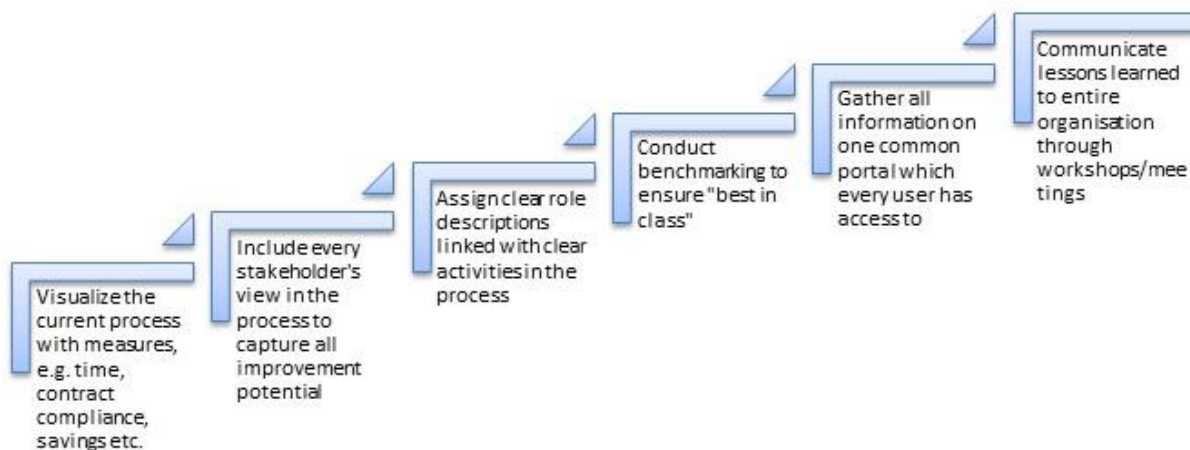 Visualize the
current process
with measures,
e.g. time,
contract
compliance,
savings etc.
Include every
stakeholder's
view in the
process to
capture all
improvement
potential
Assign clear role
descriptions
linked with clear
activities in the
process
Conduct
benchmarking to
ensure "best in
class"
Gather all
information on
one common
portal which
every user has
access to
Communicate
lessons learned
to entire
organisation
through
workshops/mee
tings